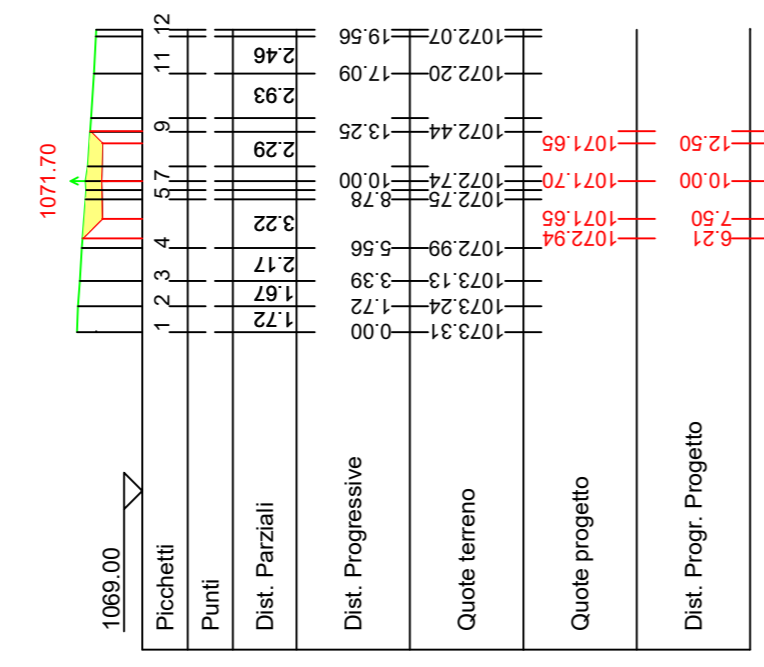 1071.70
1069.00
Picchetti
1 2 3 4 5 7 9 11 12
Punti
Dist. Parziali
1.72 1.67 2.17 3.22 2.29 2.93 2.46
Dist. Progressive
0.00 1.72 3.39 5.56 8.78 10.00 13.25 17.09 19.56
Quote terreno
1073.31 1073.24 1073.13 1072.99 1072.75 1072.74 1072.44 1072.20 1072.07
Quote progetto
1072.94 1071.65 1071.70 1071.65
Dist. Progr. Progetto
6.21 7.50 10.00 12.50